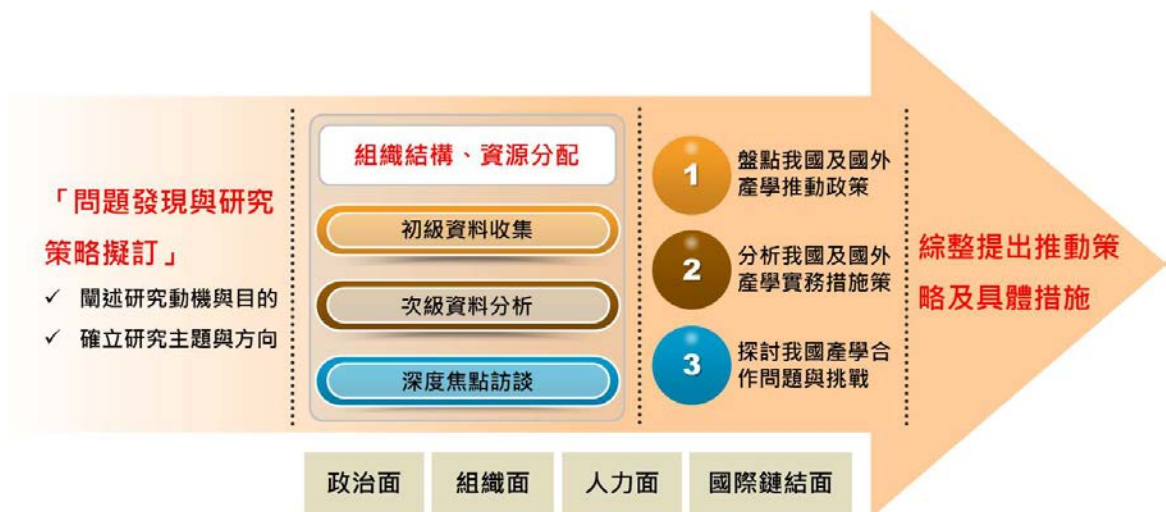 「問題發現與研究
策略擬訂」
✓ 闡述研究動機與目的
✓ 確立研究主題與方向
組織結構、資源分配
初級資料收集
次級資料分析
深度焦點訪談
1
盤點我國及國外
產學推動政策
2
分析我國及國外
產學實務措施策
3
探討我國產學合
作問題與挑戰
綜整提出推動策
略及具體措施
政治面
組織面
人力面
國際鏈結面